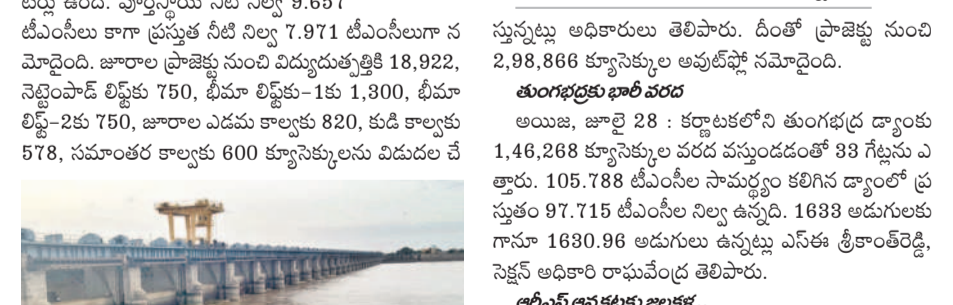 టర్లు ఉంది. పూర్తిస్థాయి నీటి నిల్వ 9.657
టీఎంసీలు కాగా ప్రస్తుత నీటి నిల్వ 7.971 టీఎంసీలుగా న
మోదైంది. జూరాల ప్రాజెక్టు నుంచి విద్యుదుత్పత్తికి 18,922,
నెట్టెంపాడ్ లిఫ్ట్‌కు 750, భీమా లిఫ్ట్‌కు-1కు 1,300, భీమా
లిఫ్ట్-2కు 750, జూరాల ఎడమ కాల్వకు 820, కుడి కాల్వకు
578, సమాంతర కాల్వకు 600 క్యూసెక్కులను విడుదల చే
స్తున్నట్లు అధికారులు తెలిపారు. దీంతో ప్రాజెక్టు నుంచి
2,98,866 క్యూసెక్కుల అవుట్‌ఫ్లో నమోదైంది.
తుంగభద్రకు భారీ వరద
అయిజ, జూలై 28 : కర్ణాటకలోని తుంగభద్ర డ్యాంకు
1,46,268 క్యూసెక్కుల వరద వస్తుండడంతో 33 గేట్లను ఎ
త్తారు. 105.788 టీఎంసీల సామర్థ్యం కలిగిన డ్యాంలో ప్ర
స్తుతం 97.715 టీఎంసీల నిల్వ ఉన్నది. 1633 అడుగులకు
గానూ 1630.96 అడుగులు ఉన్నట్లు ఎస్ఈ శ్రీకాంత్‌రెడ్డి,
సెక్షన్ అధికారి రాఘవేంద్ర తెలిపారు.